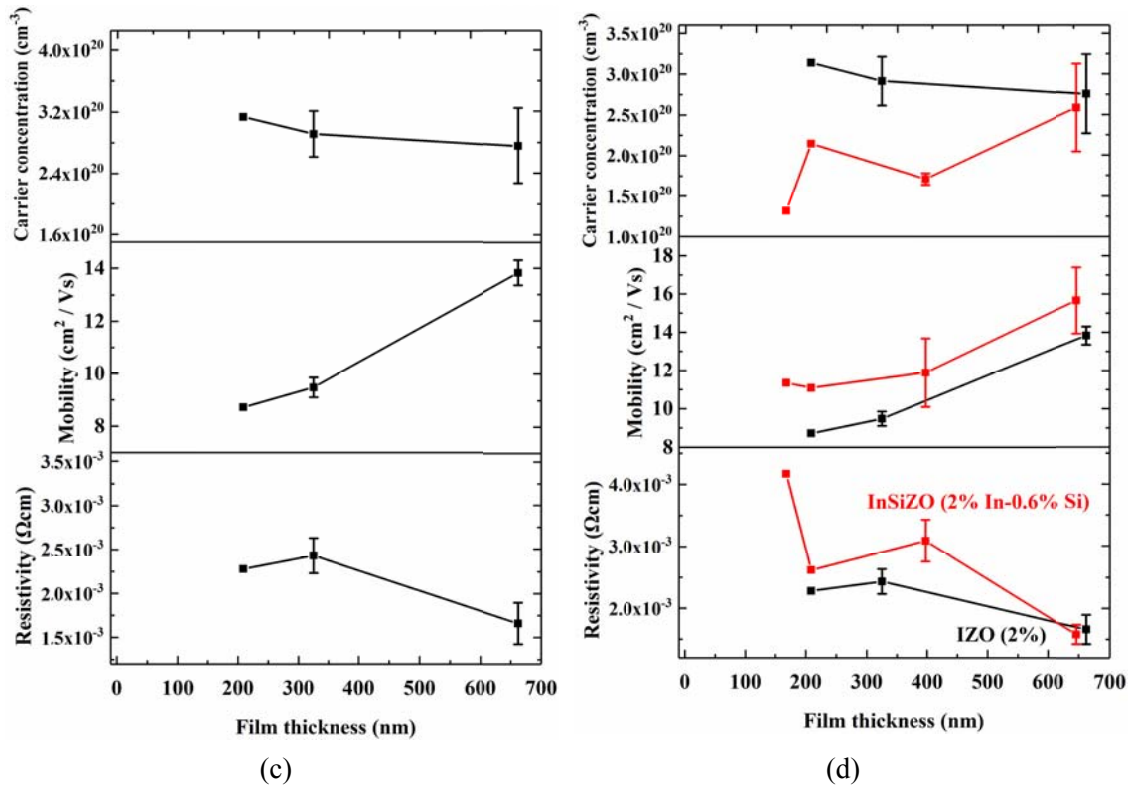 Carrier concentration (cm⁻³)
4.0x10²⁰
3.2x10²⁰
2.4x10²⁰
1.6x10²⁰
Mobility (cm² / Vs)
14
12
10
8
Resistivity (Ωcm)
3.5x10⁻³
3.0x10⁻³
2.5x10⁻³
2.0x10⁻³
1.5x10⁻³
0 100 200 300 400 500 600 700
Film thickness (nm)
(c)
Carrier concentration (cm⁻³)
3.5x10²⁰
3.0x10²⁰
2.5x10²⁰
2.0x10²⁰
1.5x10²⁰
1.0x10²⁰
Mobility (cm² / Vs)
18
16
14
12
10
8
Resistivity (Ωcm)
4.0x10⁻³
3.0x10⁻³
2.0x10⁻³
InSiZO (2% In-0.6% Si)
IZO (2%)
0 100 200 300 400 500 600 700
Film thickness (nm)
(d)